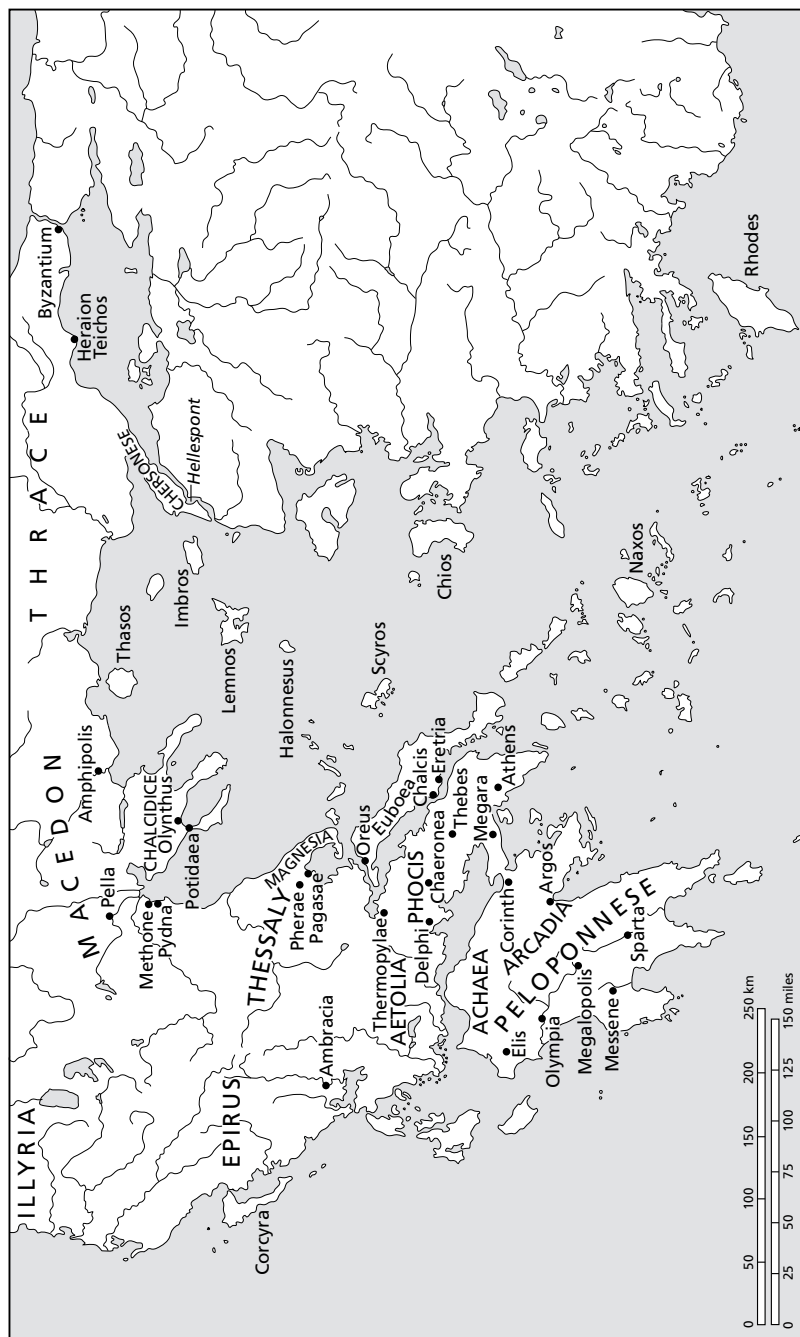 ILLYRIA
MACEDON
THRACE
Byzantium
Heraion
Teichos
Pella
Amphipolis
Methone
Pydna
CHALCIDICE
Olynthus
Potidaea
Thasos
CHERSONESE
Hellespont
Imbros
Lemnos
EPIRUS
Corcyra
THESSALY
MAGNESIA
Pherae
Pagasae
Halonnesus
Ambracia
Scyros
Oreus
Euboea
Thermopylae
AETOLIA
PHOCIS
Delphi
Chaeronea
Chalcis
Eretria
Thebes
Chios
Megara
Athens
ACHAEA
Corinth
Elis
Olympia
ARCADIA
Argos
PELOPONNESE
Megalopolis
Messene
Sparta
Naxos
Rhodes
0 50 100 150 200 250 km
0 25 50 75 100 125 150 miles